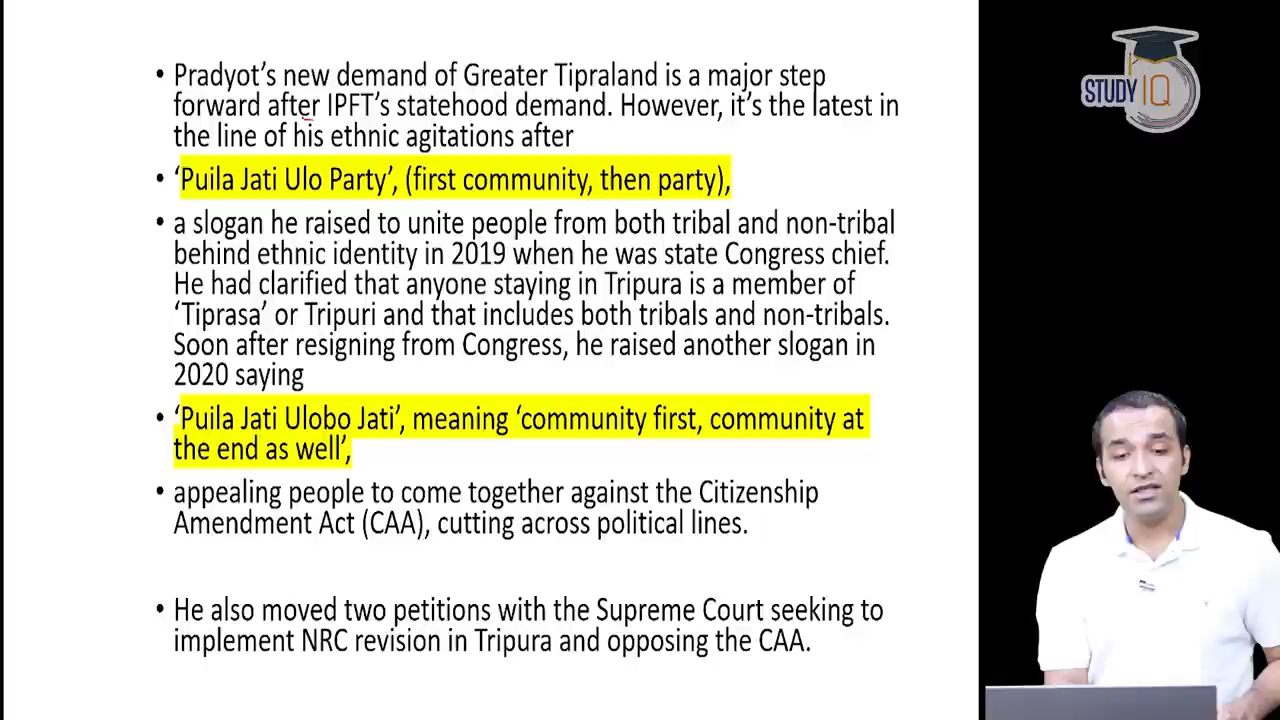 • Pradyot's new demand of Greater Tipraland is a major step
forward after IPFT's statehood demand. However, it's the latest in
the line of his ethnic agitations after
• 'Puila Jati Ulo Party', (first community, then party),
• a slogan he raised to unite people from both tribal and non-tribal
behind ethnic identity in 2019 when he was state Congress chief.
He had clarified that anyone staying in Tripura is a member of
'Tiprasa' or Tripuri and that includes both tribals and non-tribals.
Soon after resigning from Congress, he raised another slogan in
2020 saying
• 'Puila Jati Ulobo Jati', meaning 'community first, community at
the end as well',
• appealing people to come together against the Citizenship
Amendment Act (CAA), cutting across political lines.
• He also moved two petitions with the Supreme Court seeking to
implement NRC revision in Tripura and opposing the CAA.
STUDY IQ